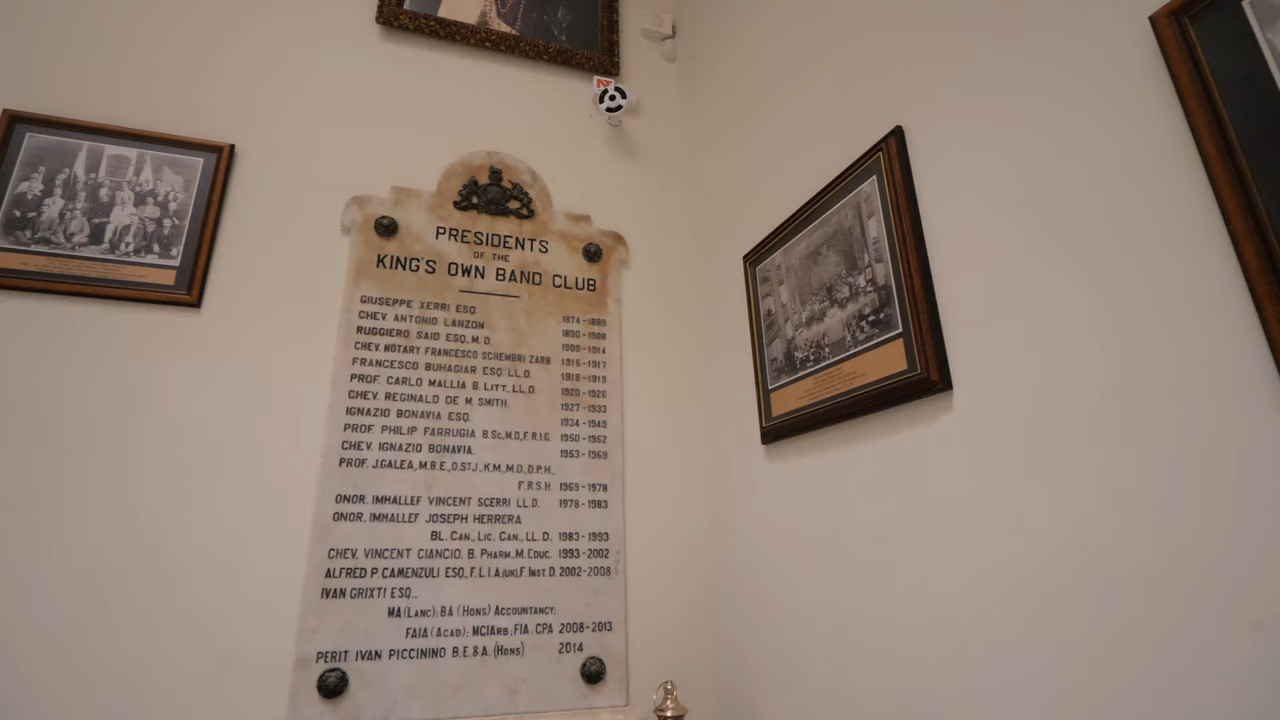 PRESIDENTS
OF THE
KING'S OWN BAND CLUB
GIUSEPPE XERRI ESQ. 1874-1889
CHEV. ANTONIO LANZON 1890-1908
RUGGIERO SAID ESQ.M.D. 1909-1914
CHEV. NOTARY FRANCESCO SCHEMBRI ZARB 1915-1917
FRANCESCO BUHAGIAR ESQ. LL.D. 1918-1919
PROF. CARLO MALLIA B. LITT., LL.D. 1920-1926
CHEV. REGINALD DE M. SMITH. 1927-1933
IGNAZIO BONAVIA ESQ. 1934-1949
PROF. PHILIP FARRUGIA B.Sc.,M.D.,F.R.I.G. 1950-1952
CHEV. IGNAZIO BONAVIA. 1953-1969
PROF. J.GALEA., M.B.E., O.ST J., K.M., M.D., D.P.H.,
F.R.S.H. 1969-1978
ONOR. IMHALLEF VINCENT SCERRI LL.D. 1978-1983
ONOR. IMHALLEF JOSEPH HERRERA
BL. CAN., LIC. CAN., LL. D. 1983-1993
CHEV. VINCENT CIANCIO. B. PHARM., M. EDUC. 1993-2002
ALFRED P. CAMENZULI ESQ., F.L.I.A.(UK).F. INST. D. 2002-2008
IVAN GRIXTI ESQ.,
MA (LANC); BA (HONS) ACCOUNTANCY;
FAIA (ACAD); MCIARB; FIA; CPA 2008-2013
PERIT IVAN PICCININO B.E.&A. (HONS) 2014